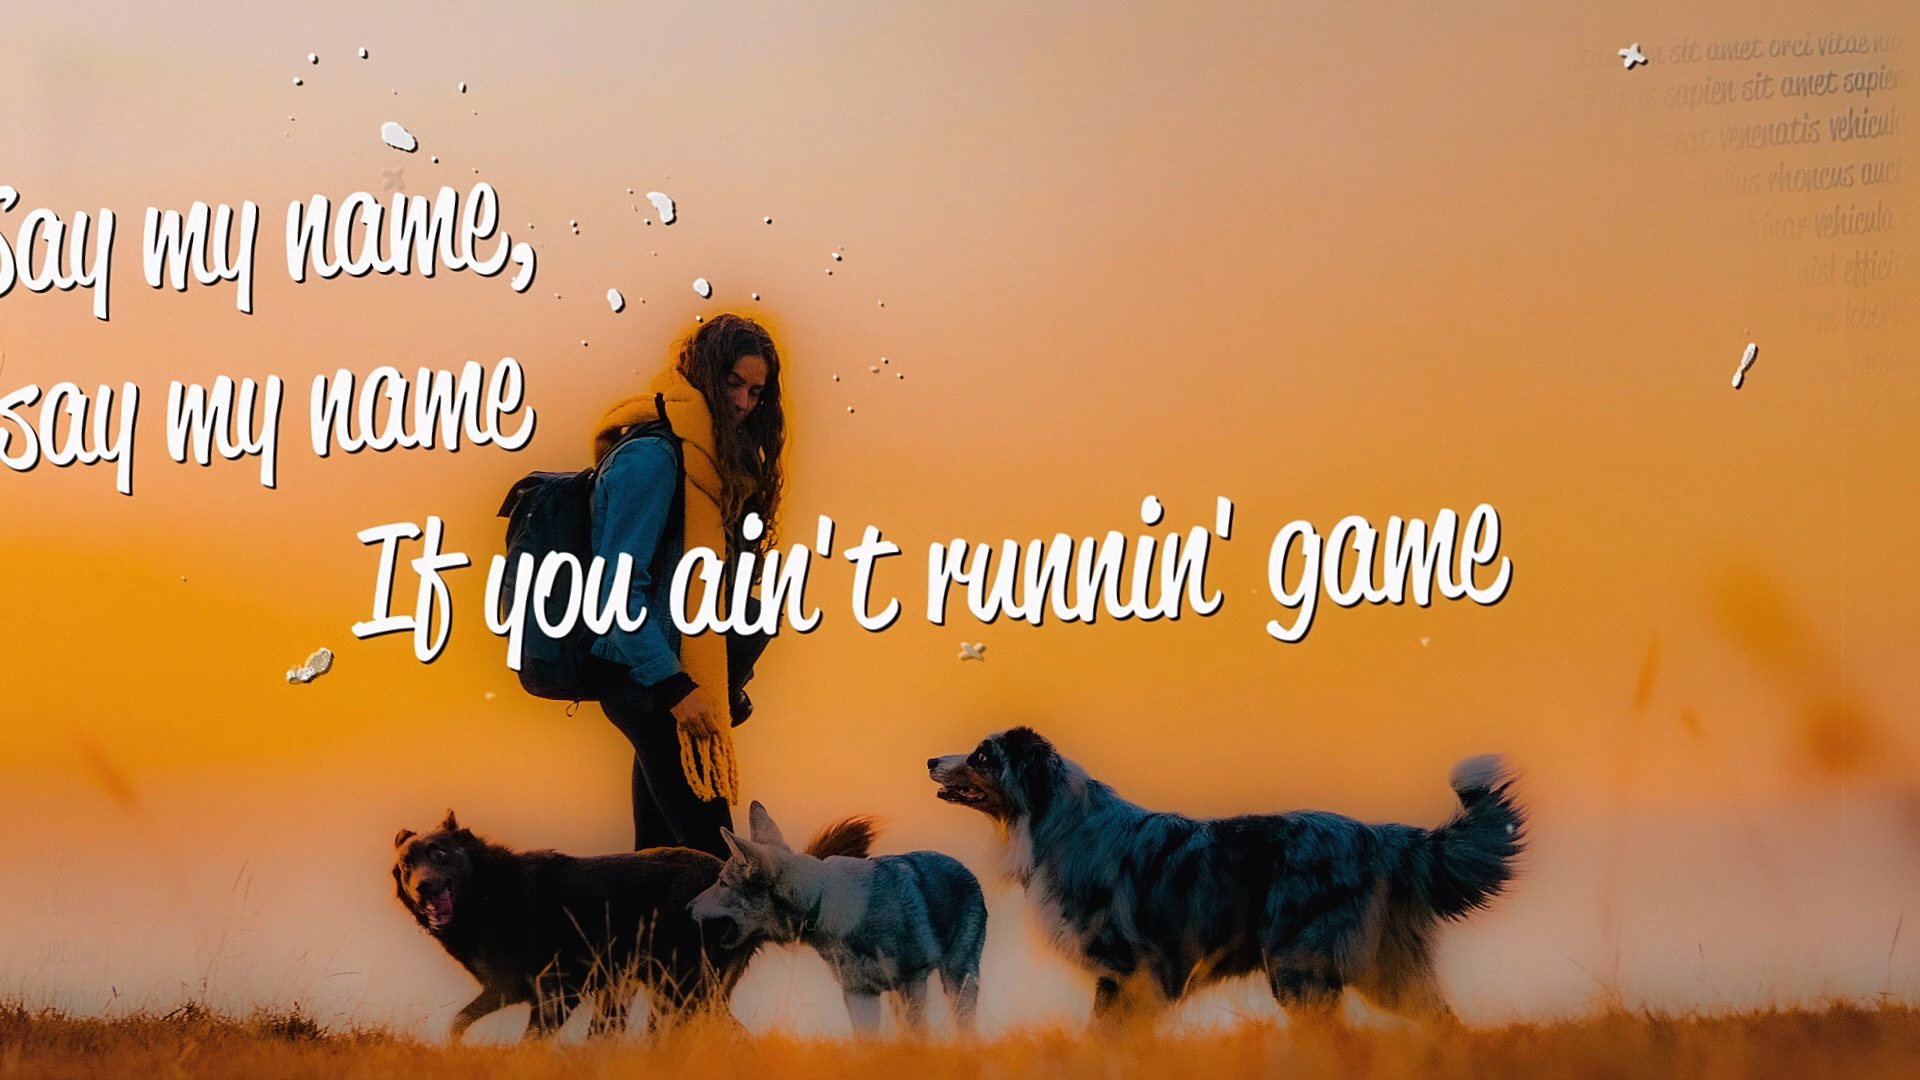 Say my name,
say my name
If you ain't runnin' game
sit amet orci vitae
sapien sit amet sapien
venenatis vehicula
rhoncus
vehicula